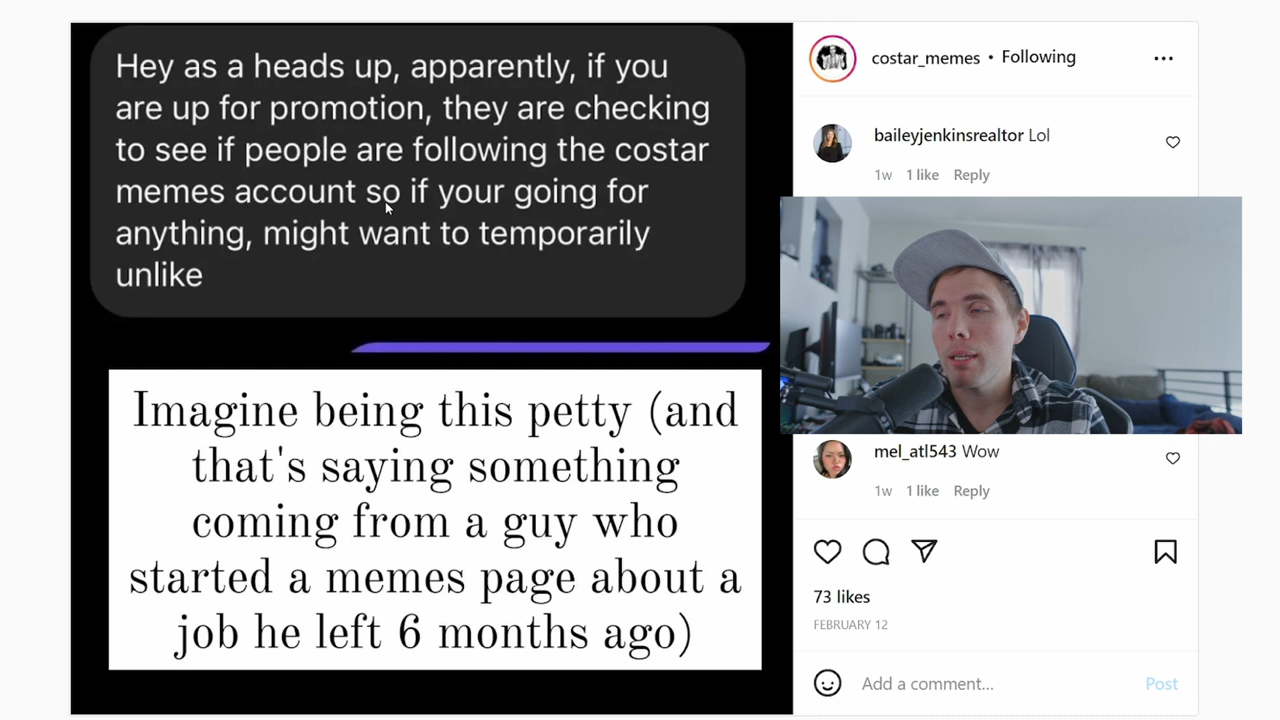 Hey as a heads up, apparently, if you
are up for promotion, they are checking
to see if people are following the costar
memes account so if your going for
anything, might want to temporarily
unlike
Imagine being this petty (and
that's saying something
coming from a guy who
started a memes page about a
job he left 6 months ago)
costar_memes • Following
baileyjenkinsrealtor Lol
1w 1 like Reply
mel_atl543 Wow
1w 1 like Reply
73 likes
FEBRUARY 12
Add a comment...
Post